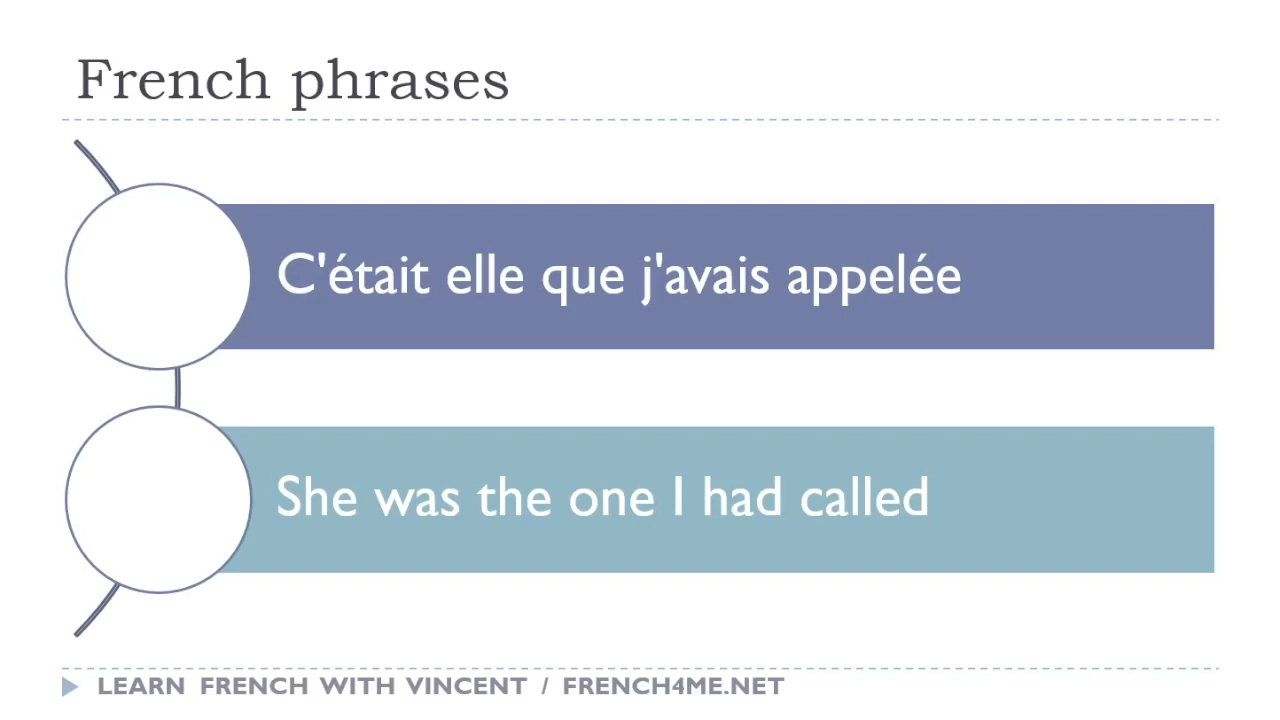 French phrases
C'était elle que j'avais appelée
She was the one I had called
LEARN FRENCH WITH VINCENT / FRENCH4ME.NET